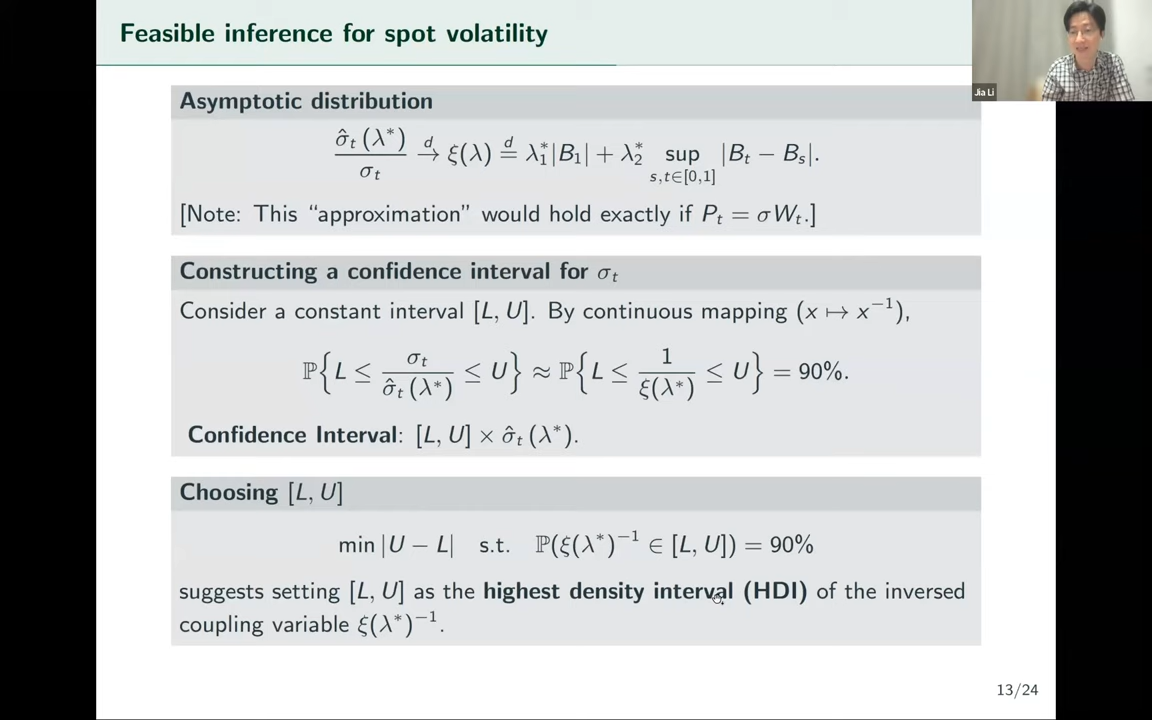 Feasible inference for spot volatility
Jia Li
Asymptotic distribution
σ̂ₜ(λ*)/σₜ →ᵈ ξ(λ) =ᵈ λ₁*|B₁| + λ₂* sup_{s,t∈[0,1]} |Bₜ − Bₛ|.
[Note: This “approximation” would hold exactly if Pₜ = σWₜ.]
Constructing a confidence interval for σₜ
Consider a constant interval [L, U]. By continuous mapping (x ↦ x⁻¹),
ℙ{L ≤ σₜ/σ̂ₜ(λ*) ≤ U} ≈ ℙ{L ≤ 1/ξ(λ*) ≤ U} = 90%.
Confidence Interval: [L, U] × σ̂ₜ(λ*).
Choosing [L, U]
min |U − L| s.t. ℙ(ξ(λ*)⁻¹ ∈ [L, U]) = 90%
suggests setting [L, U] as the highest density interval (HDI) of the inversed
coupling variable ξ(λ*)⁻¹.
13/24